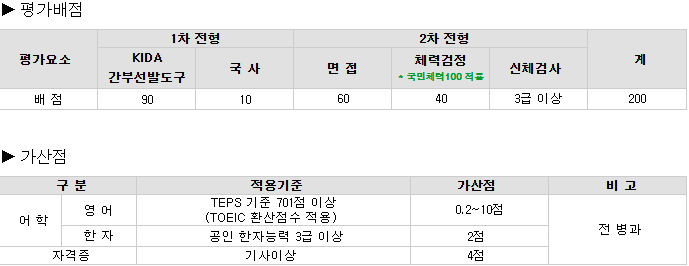 ▶ 평가배점
평가요소 1차 전형 2차 전형 계
KIDA 간부선발도구 국 사 면 접 체력검정 * 국민체력100 적용 신체검사
배 점 90 10 60 40 3급 이상 200
▶ 가산점
구 분 적용기준 가산점 비 고
어 학 영 어 TEPS 기준 701점 이상 0.2~10점 전 병과
(TOEIC 환산점수 적용)
한 자 공인 한자능력 3급 이상 2점
자격증 기사이상 4점